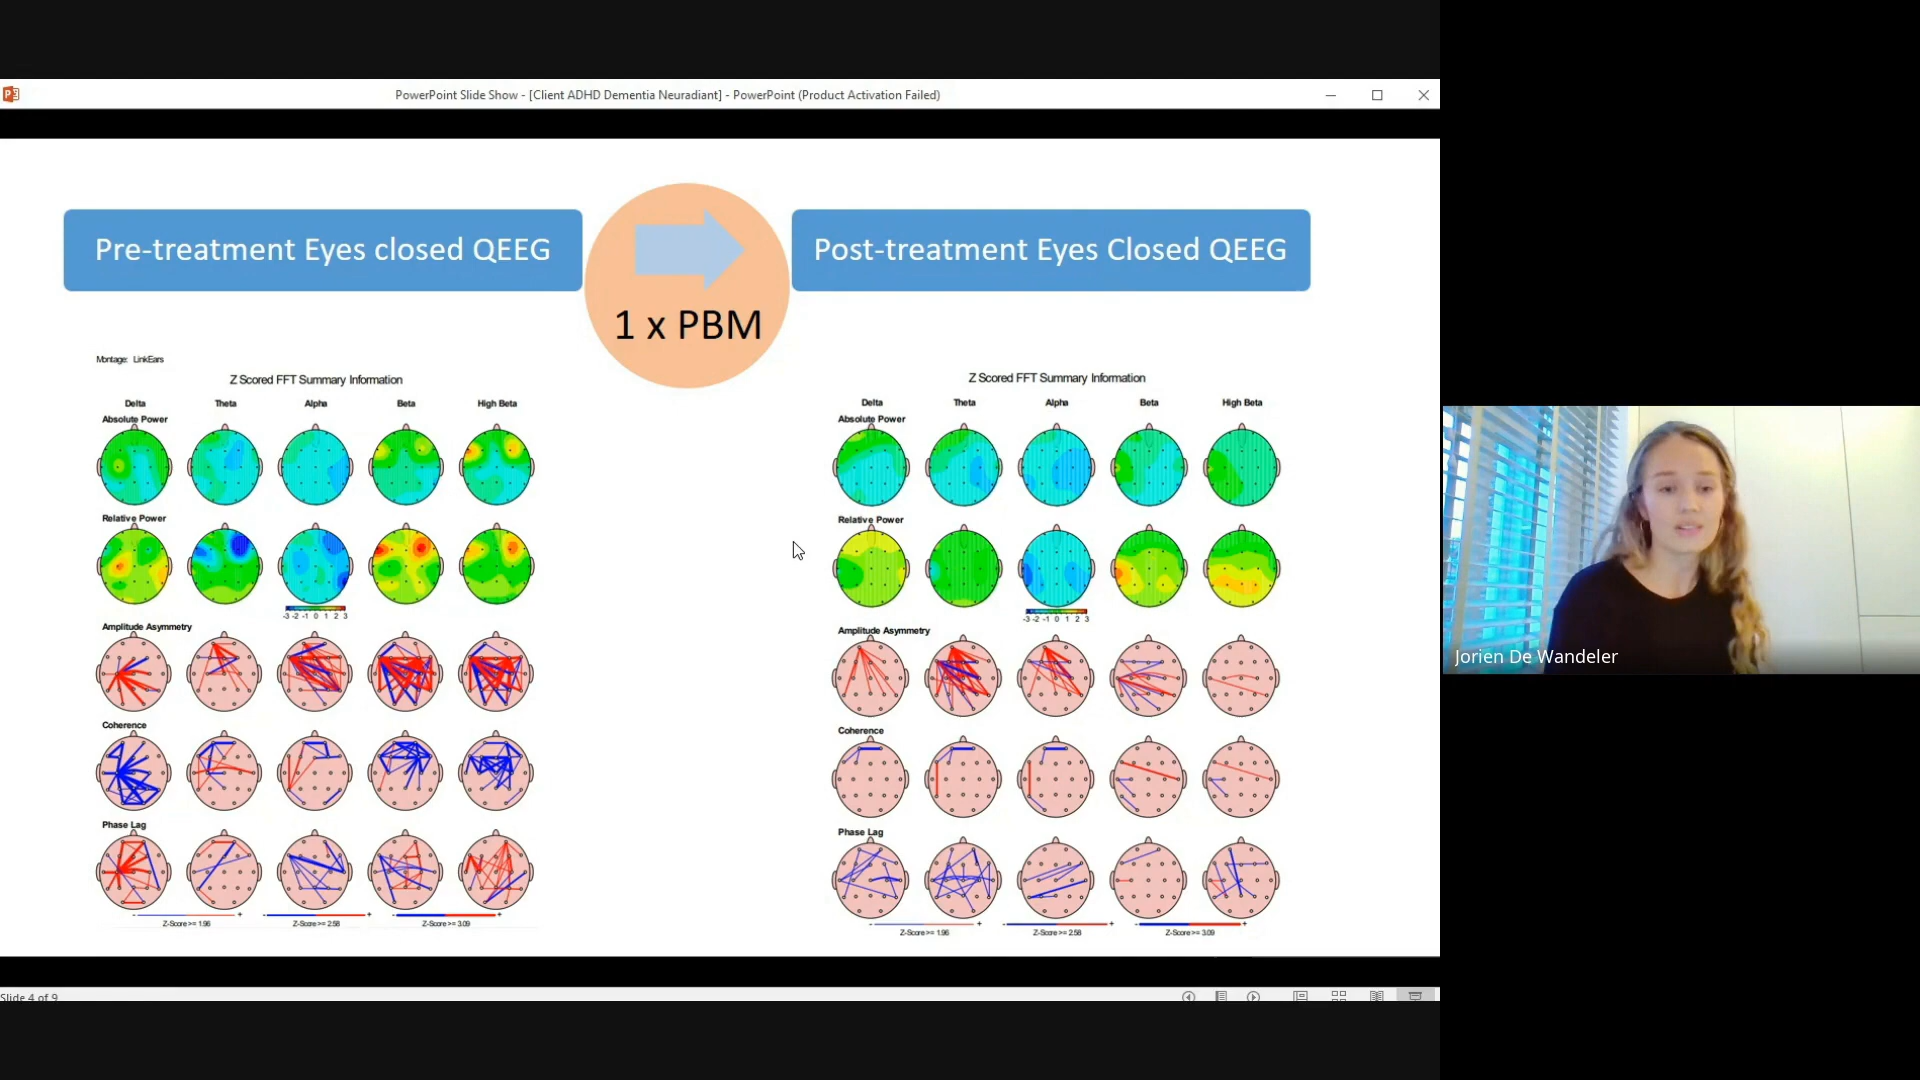 PowerPoint Slide Show - [Client ADHD Dementia Neuradiant] - PowerPoint (Product Activation Failed)
Pre-treatment Eyes closed QEEG
1 x PBM
Post-treatment Eyes Closed QEEG
Montage: LinkEars
Z Scored FFT Summary Information
Delta Theta Alpha Beta High Beta
Absolute Power
Relative Power
-3 -2 -1 0 1 2 3
Amplitude Asymmetry
Coherence
Phase Lag
- + - + - +
Z-Score >= 1.96 Z-Score >= 2.58 Z-Score >= 3.09
Z Scored FFT Summary Information
Delta Theta Alpha Beta High Beta
Absolute Power
Relative Power
-3 -2 -1 0 1 2 3
Amplitude Asymmetry
Coherence
Phase Lag
- + - + - +
Z-Score >= 1.96 Z-Score >= 2.58 Z-Score >= 3.09
Jorien De Wandeler
Slide 4 of 9